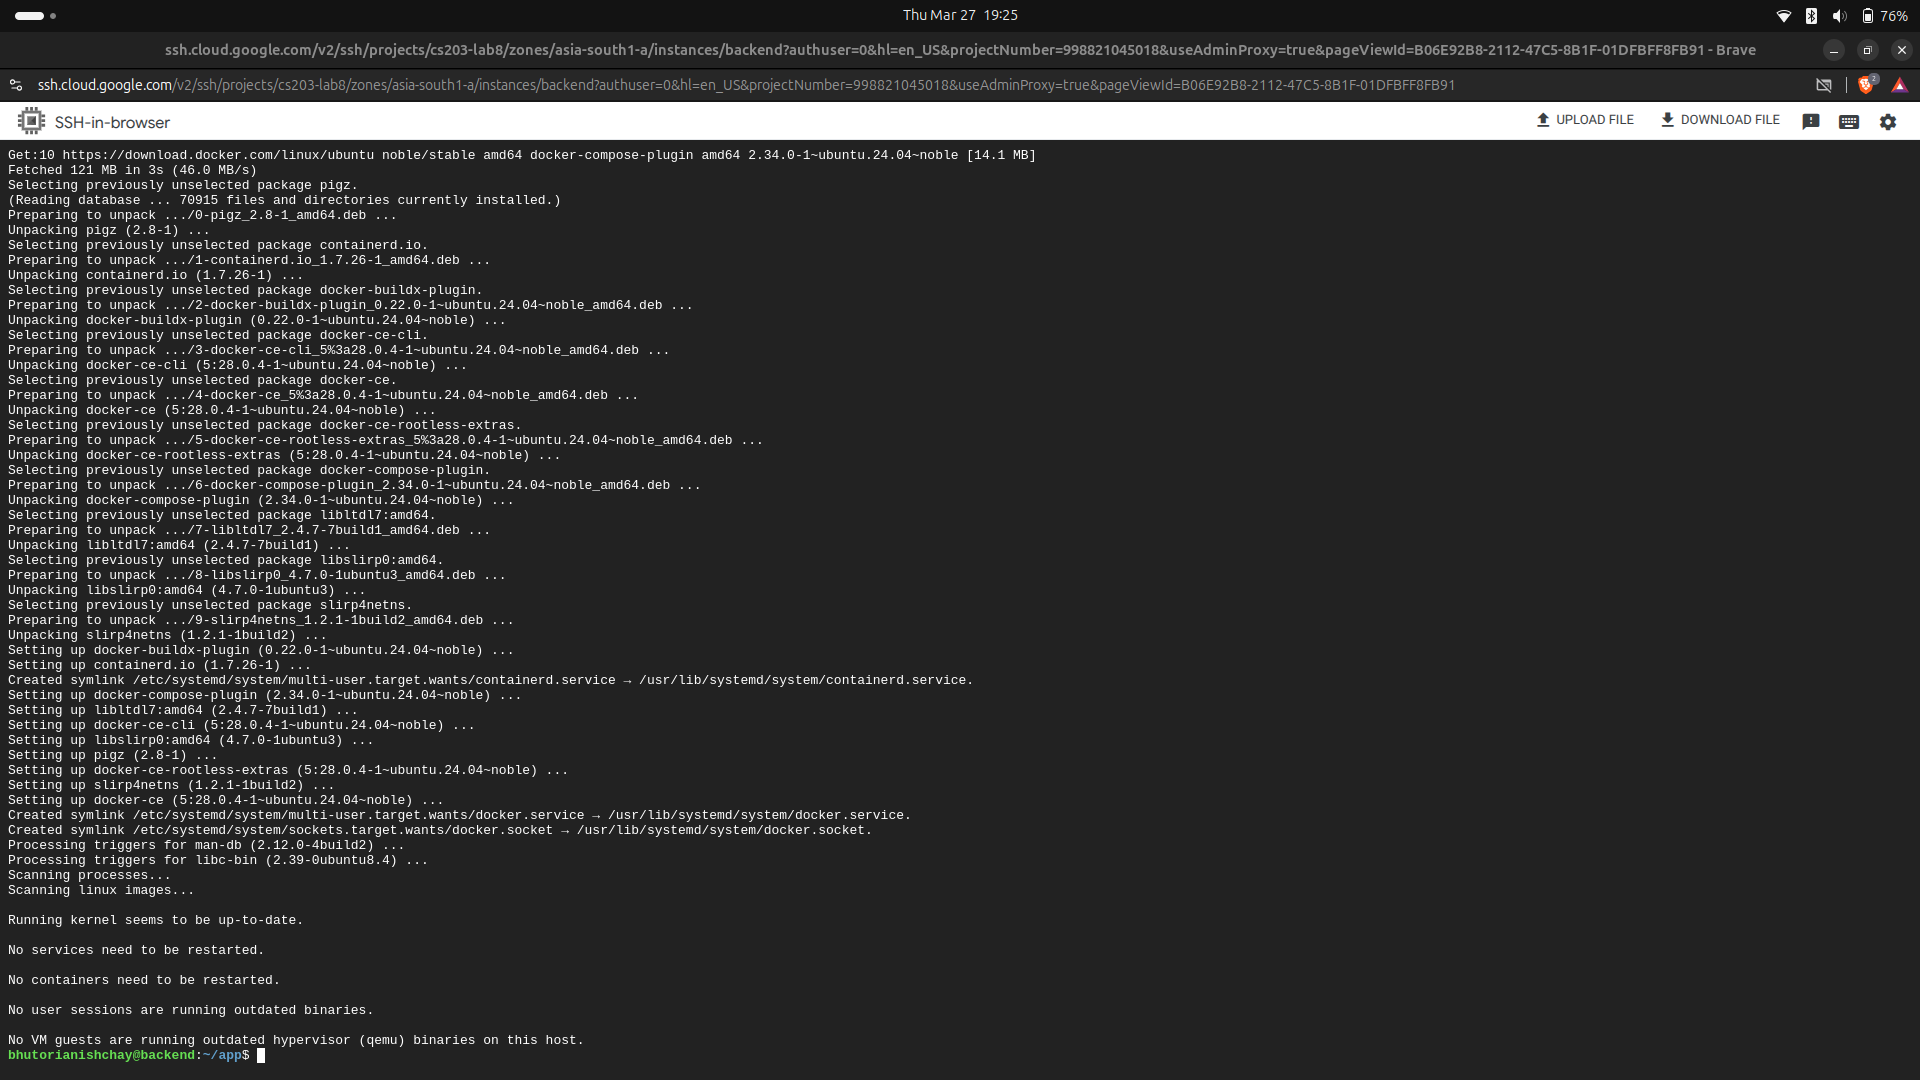 Thu Mar 27 19:25
76%
ssh.cloud.google.com/v2/ssh/projects/cs203-lab8/zones/asia-south1-a/instances/backend?authuser=0&hl=en_US&projectNumber=998821045018&useAdminProxy=true&pageViewId=B06E92B8-2112-47C5-8B1F-01DFBFF8FB91 - Brave
ssh.cloud.google.com/v2/ssh/projects/cs203-lab8/zones/asia-south1-a/instances/backend?authuser=0&hl=en_US&projectNumber=998821045018&useAdminProxy=true&pageViewId=B06E92B8-2112-47C5-8B1F-01DFBFF8FB91
2
SSH-in-browser
UPLOAD FILE
DOWNLOAD FILE
Get:10 https://download.docker.com/linux/ubuntu noble/stable amd64 docker-compose-plugin amd64 2.34.0-1~ubuntu.24.04~noble [14.1 MB]
Fetched 121 MB in 3s (46.0 MB/s)
Selecting previously unselected package pigz.
(Reading database ... 70915 files and directories currently installed.)
Preparing to unpack .../0-pigz_2.8-1_amd64.deb ...
Unpacking pigz (2.8-1) ...
Selecting previously unselected package containerd.io.
Preparing to unpack .../1-containerd.io_1.7.26-1_amd64.deb ...
Unpacking containerd.io (1.7.26-1) ...
Selecting previously unselected package docker-buildx-plugin.
Preparing to unpack .../2-docker-buildx-plugin_0.22.0-1~ubuntu.24.04~noble_amd64.deb ...
Unpacking docker-buildx-plugin (0.22.0-1~ubuntu.24.04~noble) ...
Selecting previously unselected package docker-ce-cli.
Preparing to unpack .../3-docker-ce-cli_5%3a28.0.4-1~ubuntu.24.04~noble_amd64.deb ...
Unpacking docker-ce-cli (5:28.0.4-1~ubuntu.24.04~noble) ...
Selecting previously unselected package docker-ce.
Preparing to unpack .../4-docker-ce_5%3a28.0.4-1~ubuntu.24.04~noble_amd64.deb ...
Unpacking docker-ce (5:28.0.4-1~ubuntu.24.04~noble) ...
Selecting previously unselected package docker-ce-rootless-extras.
Preparing to unpack .../5-docker-ce-rootless-extras_5%3a28.0.4-1~ubuntu.24.04~noble_amd64.deb ...
Unpacking docker-ce-rootless-extras (5:28.0.4-1~ubuntu.24.04~noble) ...
Selecting previously unselected package docker-compose-plugin.
Preparing to unpack .../6-docker-compose-plugin_2.34.0-1~ubuntu.24.04~noble_amd64.deb ...
Unpacking docker-compose-plugin (2.34.0-1~ubuntu.24.04~noble) ...
Selecting previously unselected package libltdl7:amd64.
Preparing to unpack .../7-libltdl7_2.4.7-7build1_amd64.deb ...
Unpacking libltdl7:amd64 (2.4.7-7build1) ...
Selecting previously unselected package libslirp0:amd64.
Preparing to unpack .../8-libslirp0_4.7.0-1ubuntu3_amd64.deb ...
Unpacking libslirp0:amd64 (4.7.0-1ubuntu3) ...
Selecting previously unselected package slirp4netns.
Preparing to unpack .../9-slirp4netns_1.2.1-1build2_amd64.deb ...
Unpacking slirp4netns (1.2.1-1build2) ...
Setting up docker-buildx-plugin (0.22.0-1~ubuntu.24.04~noble) ...
Setting up containerd.io (1.7.26-1) ...
Created symlink /etc/systemd/system/multi-user.target.wants/containerd.service → /usr/lib/systemd/system/containerd.service.
Setting up docker-compose-plugin (2.34.0-1~ubuntu.24.04~noble) ...
Setting up libltdl7:amd64 (2.4.7-7build1) ...
Setting up docker-ce-cli (5:28.0.4-1~ubuntu.24.04~noble) ...
Setting up libslirp0:amd64 (4.7.0-1ubuntu3) ...
Setting up pigz (2.8-1) ...
Setting up docker-ce-rootless-extras (5:28.0.4-1~ubuntu.24.04~noble) ...
Setting up slirp4netns (1.2.1-1build2) ...
Setting up docker-ce (5:28.0.4-1~ubuntu.24.04~noble) ...
Created symlink /etc/systemd/system/multi-user.target.wants/docker.service → /usr/lib/systemd/system/docker.service.
Created symlink /etc/systemd/system/sockets.target.wants/docker.socket → /usr/lib/systemd/system/docker.socket.
Processing triggers for man-db (2.12.0-4build2) ...
Processing triggers for libc-bin (2.39-0ubuntu8.4) ...
Scanning processes...
Scanning linux images...
Running kernel seems to be up-to-date.
No services need to be restarted.
No containers need to be restarted.
No user sessions are running outdated binaries.
No VM guests are running outdated hypervisor (qemu) binaries on this host.
bhutorianishchay@backend:~/app$